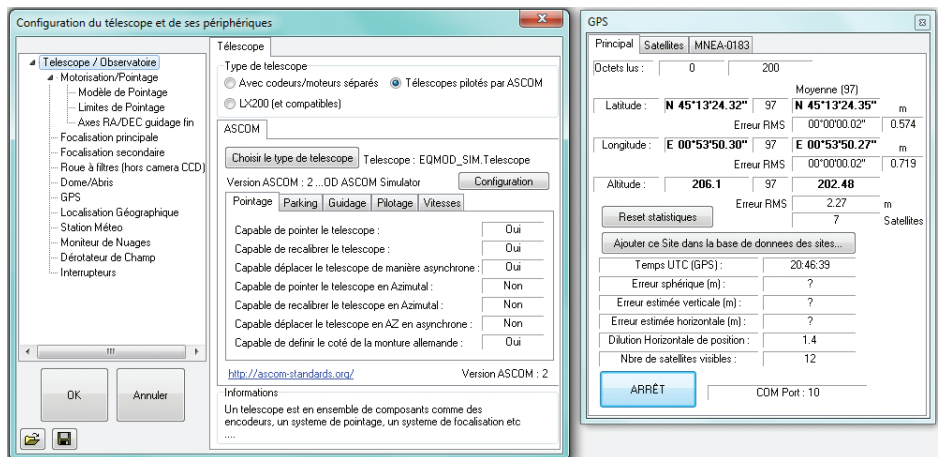 Configuration du télescope et de ses périphériques
Telescope / Observatoire
Motorisation/Pointage
Modèle de Pointage
Limites de Pointage
Axes RA/DEC guidage fin
Focalisation principale
Focalisation secondaire
Roue à filtres (hors camera CCD)
Dome/Abris
GPS
Localisation Géographique
Station Méteo
Moniteur de Nuages
Dérotateur de Champ
Interrupteurs
OK
Annuler
Télescope
Type de telescope
Avec codeurs/moteurs séparés
Télescopes pilotés par ASCOM
LX200 (et compatibles)
ASCOM
Choisir le type de telescope
Telescope : EQMOD_SIM.Telescope
Version ASCOM : 2 ...OD ASCOM Simulator
Configuration
Pointage Parking Guidage Pilotage Vitesses
Capable de pointer le telescope : Oui
Capable de recalibrer le telescope : Oui
Capable déplacer le telescope de manière asynchrone : Oui
Capable de pointer le telescope en Azimutal : Non
Capable de recalibrer le telescope en Azimutal : Non
Capable déplacer le telescope en AZ en asynchrone : Non
Capable de definir le coté de la monture allemande : Oui
http://ascom-standards.org/
Version ASCOM : 2
Informations
Un telescope est en ensemble de composants comme des
encodeurs, un systeme de pointage, un systeme de focalisation etc
....
GPS
Principal Satellites MNEA-0183
Octets lus : 0 200
Moyenne (97)
Latitude : N 45°13'24.32" 97 N 45°13'24.35" m
Erreur RMS 00°00'00.02" 0.574
Longitude : E 00°53'50.30" 97 E 00°53'50.27" m
Erreur RMS 00°00'00.02" 0.719
Altitude : 206.1 97 202.48
Erreur RMS 2.27 m
Reset statistiques 7 Satellites
Ajouter ce Site dans la base de donnees des sites...
Temps UTC (GPS) : 20:46:39
Erreur sphérique (m) : ?
Erreur estimée verticale (m) : ?
Erreur estimée horizontale (m) : ?
Dilution Horizontale de position : 1.4
Nbre de satellites visibles : 12
ARRÊT
COM Port : 10